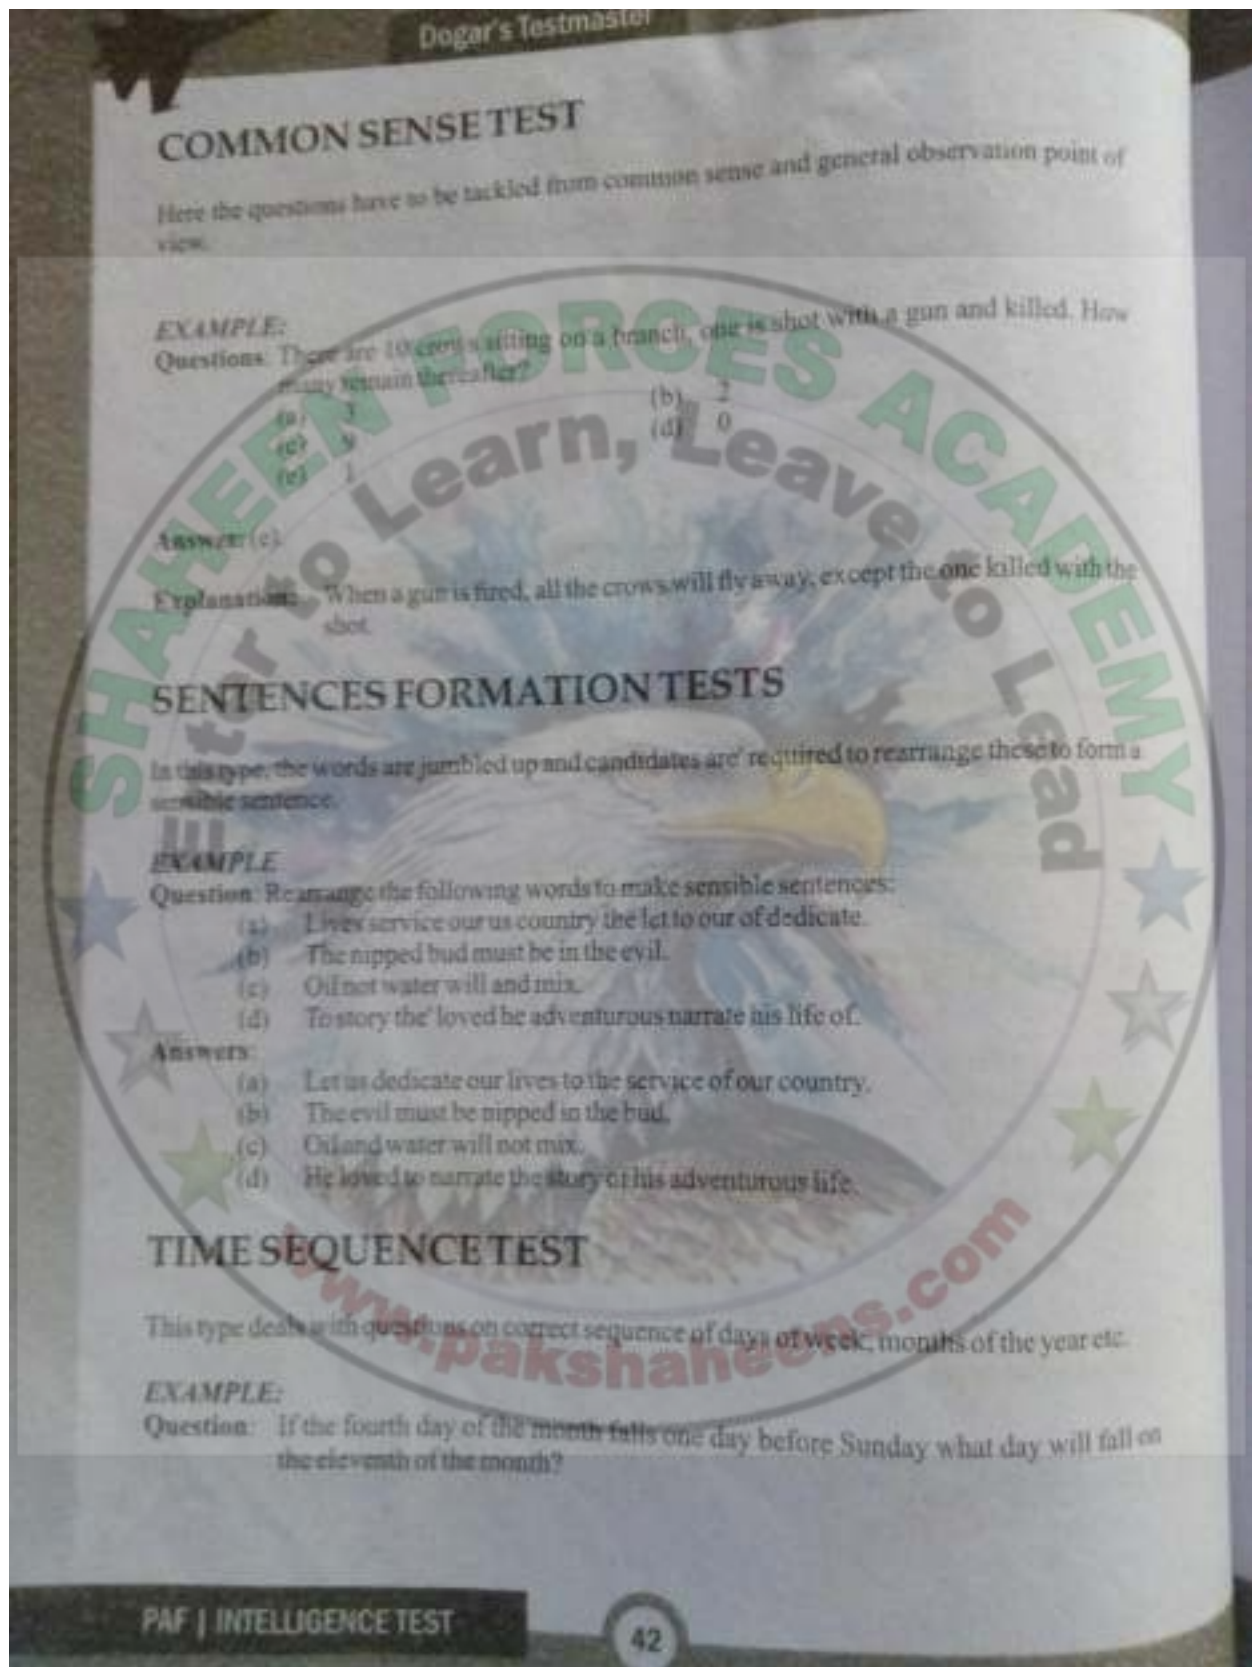 Dogar's Testmaster
COMMON SENSE TEST
Here the questions have to be tackled from common sense and general observation point of
view.
EXAMPLE:
Questions: There are 10 crows sitting on a branch, one is shot with a gun and killed. How
many remain thereafter?
(a) 3 (b) 2
(c) 9 (d) 0
(e) 1
Answer: (e)
Explanation: When a gun is fired, all the crows will fly away, except the one killed with the
shot.
SENTENCES FORMATION TESTS
In this type, the words are jumbled up and candidates are' required to rearrange these to form a
sensible sentence.
EXAMPLE
Question: Rearrange the following words to make sensible sentences:
(a) Lives service our us country the let to our of dedicate.
(b) The nipped bud must be in the evil.
(c) Oil not water will and mix.
(d) To story the' loved he adventurous narrate his life of.
Answers:
(a) Let us dedicate our lives to the service of our country.
(b) The evil must be nipped in the bud.
(c) Oil and water will not mix.
(d) He loved to narrate the story of his adventurous life.
TIME SEQUENCE TEST
This type deals with questions on correct sequence of days of week, months of the year etc.
EXAMPLE:
Question: If the fourth day of the month falls one day before Sunday what day will fall on
the eleventh of the month?
PAF | INTELLIGENCE TEST
42
SHAHEEN FORCES ACADEMY
Enter to Learn, Leave to Lead
www.pakshaheens.com